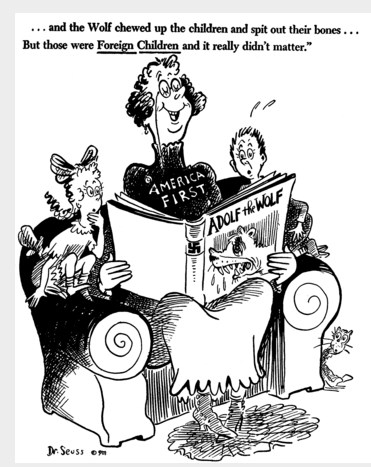 ... and the Wolf chewed up the children and spit out their bones ...
But those were Foreign Children and it really didn't matter."
AMERICA
FIRST
ADOLF the WOLF
Dr. Seuss ©